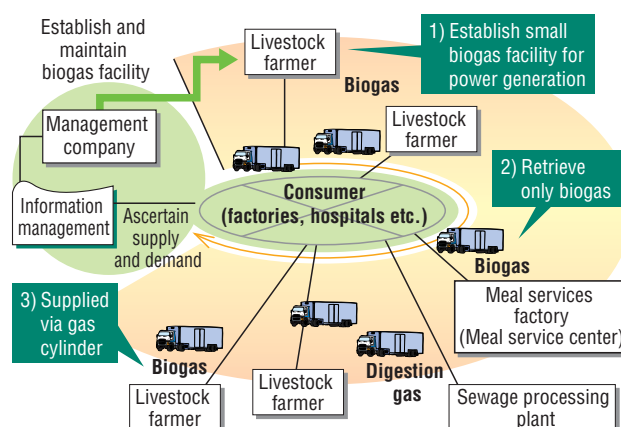 Establish and
maintain
biogas facility
Livestock
farmer
1) Establish small
biogas facility for
power generation
Biogas
Management
company
Livestock
farmer
Information
management
Ascertain
supply
and demand
Consumer
(factories, hospitals etc.)
2) Retrieve
only biogas
Biogas
Meal services
factory
(Meal service center)
3) Supplied
via gas
cylinder
Biogas
Livestock
farmer
Livestock
farmer
Digestion
gas
Sewage processing
plant